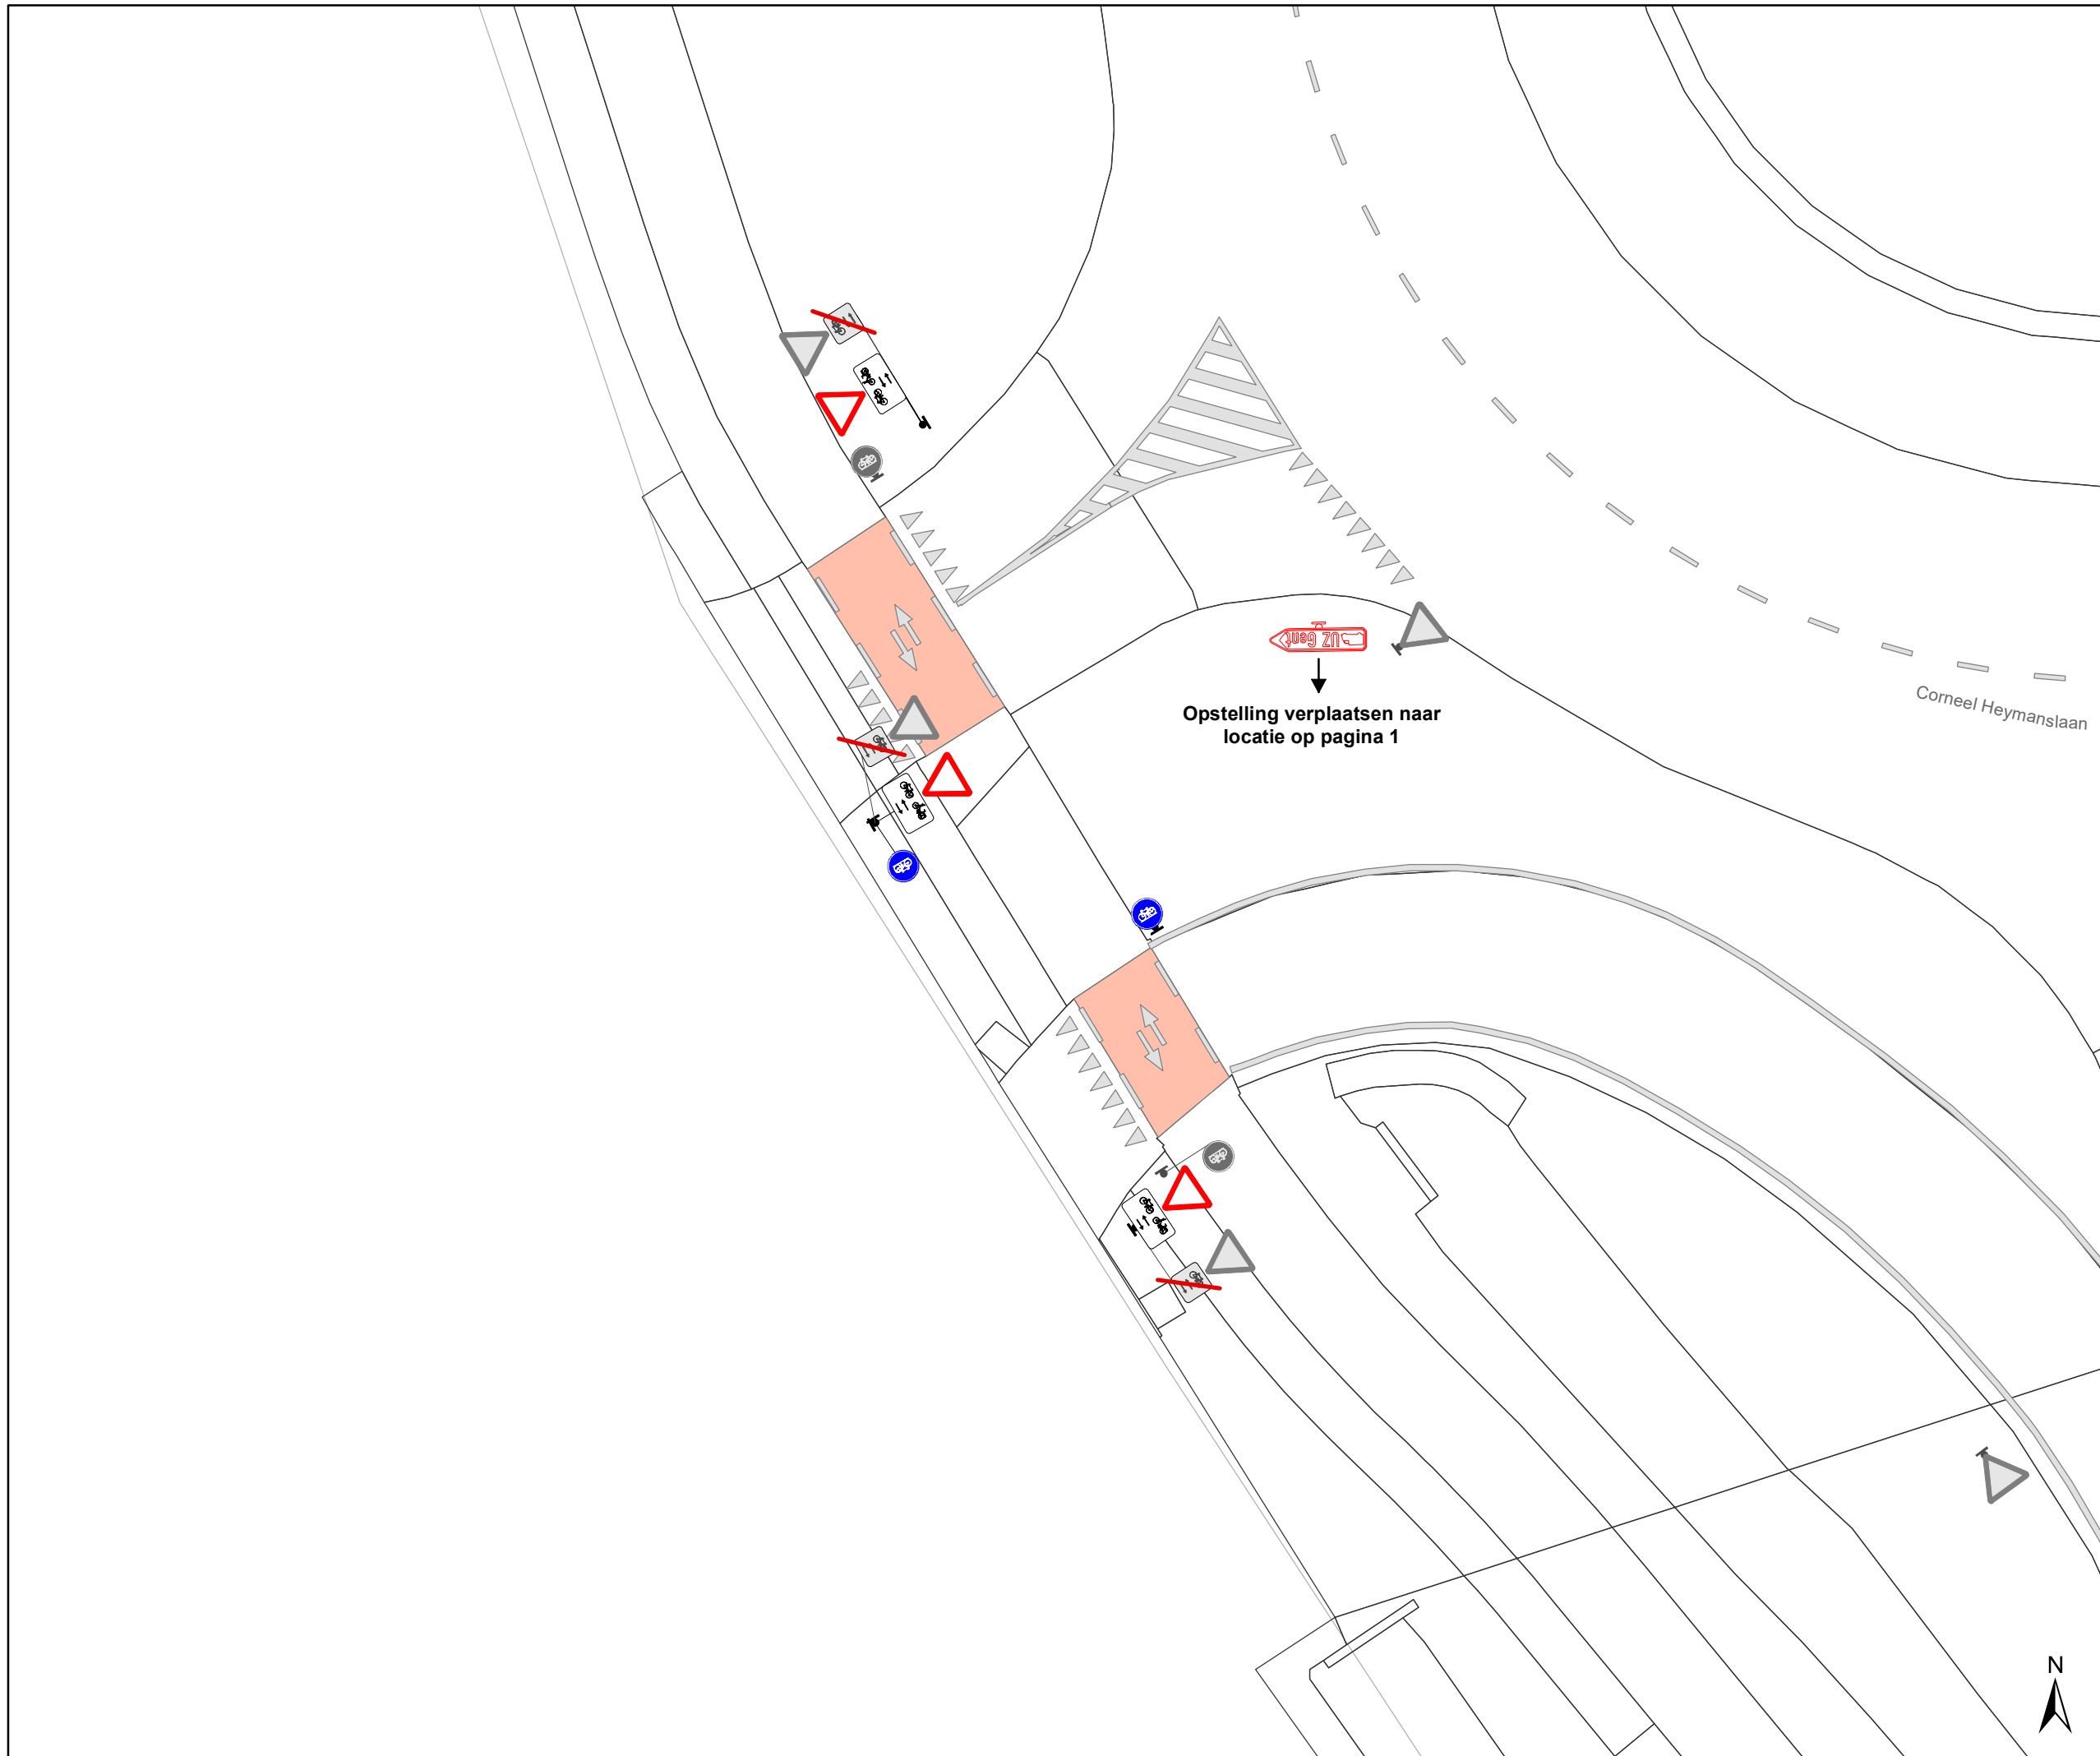 UZ Gent
Corneel Heymanslaan
Opstelling verplaatsen naar
locatie op pagina 1
N